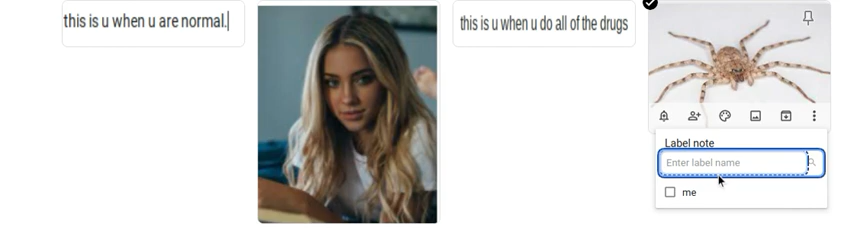 this is u when u are normal.
this is u when u do all of the drugs
Label note
Enter label name
me